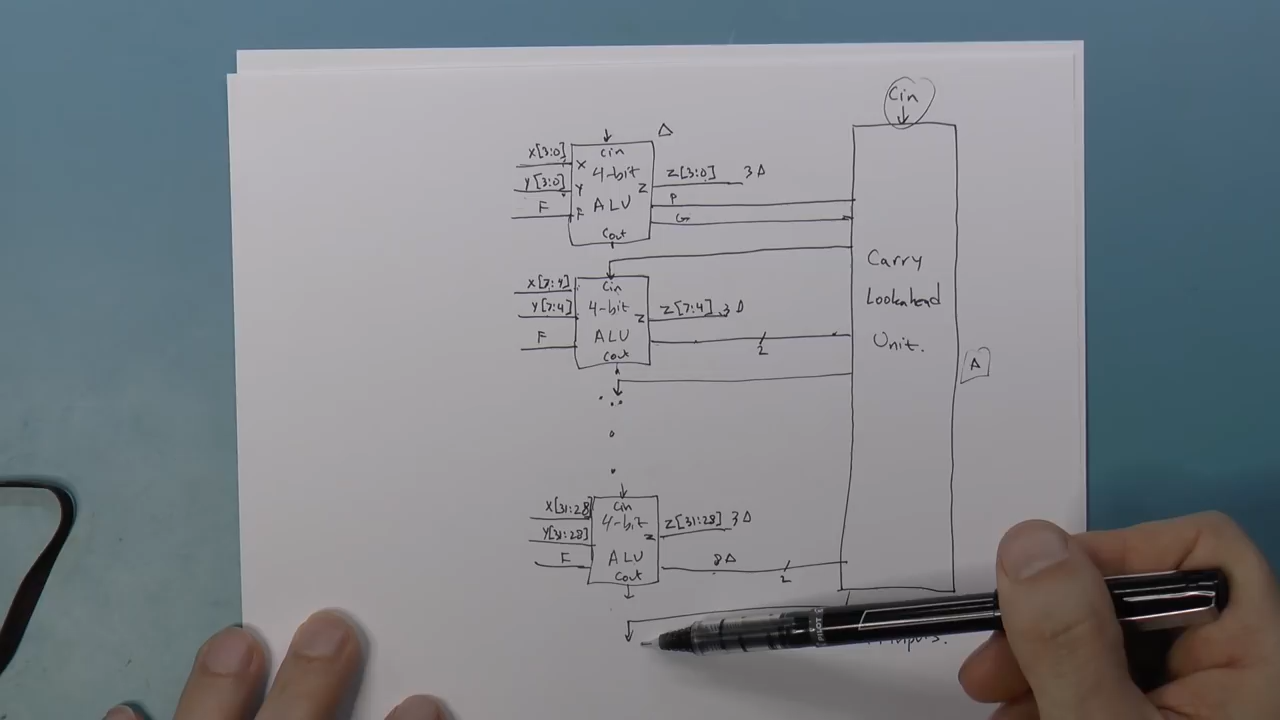 Cin
Δ
X[3:0]
Cin
X
4-bit
Z[3:0] 3Δ
Y[3:0]
Y
Z
P
F
F
ALU
G
Cout
Carry
Lookahead
Unit.
X[7:4]
Cin
Y[7:4]
4-bit
Z
Z[7:4] 3Δ
F
ALU
2
Cout
Δ
X[31:28]
Cin
4-bit
Z[31:28] 3Δ
Y[31:28]
Z
F
ALU
8Δ
2
Cout